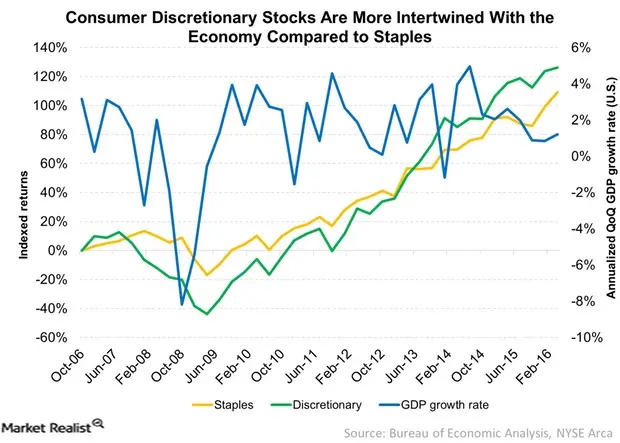 Consumer Discretionary Stocks Are More Intertwined With the
Economy Compared to Staples
140%
120%
100%
80%
60%
40%
20%
0%
-20%
-40%
-60%
Indexed returns
6%
4%
2%
0%
-2%
-4%
-6%
-8%
-10%
Annualized QoQ GDP growth rate (U.S.)
Oct-06
Jun-07
Feb-08
Oct-08
Jun-09
Feb-10
Oct-10
Jun-11
Feb-12
Oct-12
Jun-13
Feb-14
Oct-14
Jun-15
Feb-16
Staples
Discretionary
GDP growth rate
Market Realist
Source: Bureau of Economic Analysis, NYSE Arca